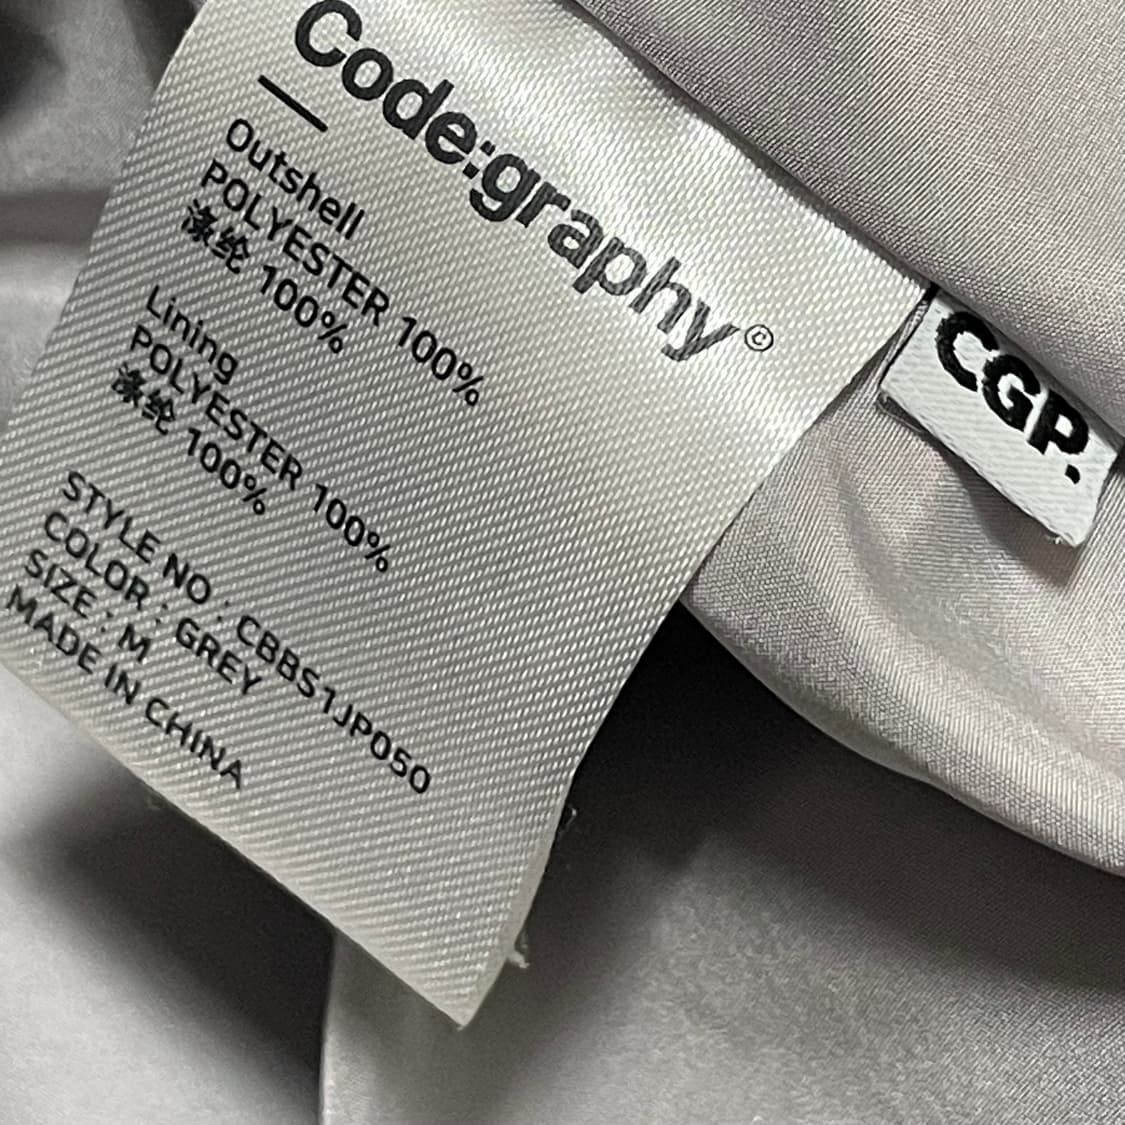 Code:graphy©
Outshell
POLYESTER 100%
涤纶 100%
Lining
POLYESTER 100%
涤纶 100%
STYLE NO : CBBS1JP050
COLOR : GREY
SIZE : M
MADE IN CHINA
CGP.